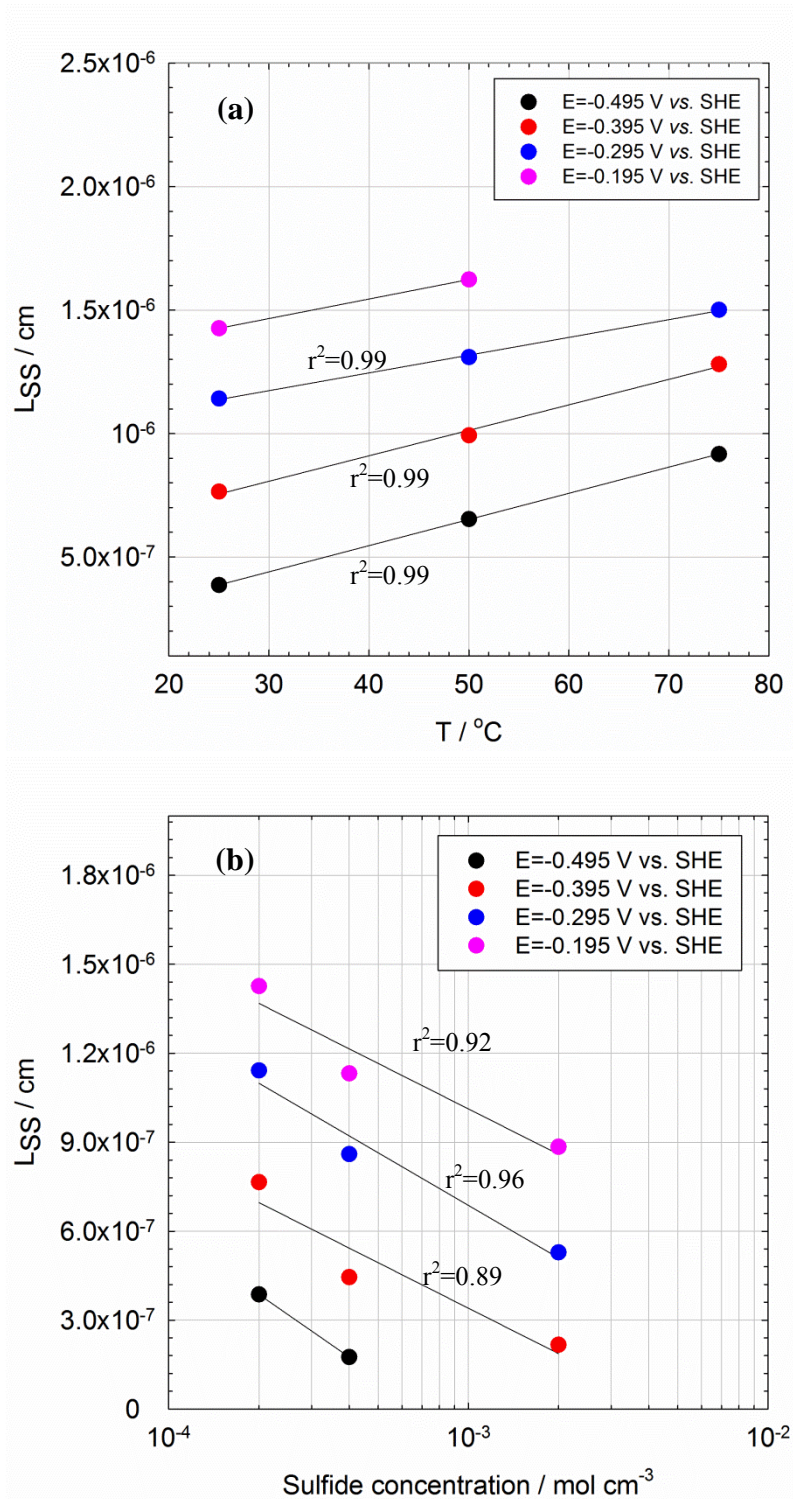 2.5x10⁻⁶
(a)
E=-0.495 V vs. SHE
E=-0.395 V vs. SHE
E=-0.295 V vs. SHE
E=-0.195 V vs. SHE
2.0x10⁻⁶
1.5x10⁻⁶
r²=0.99
LSS / cm
10⁻⁶
r²=0.99
5.0x10⁻⁷
r²=0.99
20 30 40 50 60 70 80
T / °C
(b)
E=-0.495 V vs. SHE
E=-0.395 V vs. SHE
E=-0.295 V vs. SHE
E=-0.195 V vs. SHE
1.8x10⁻⁶
1.5x10⁻⁶
r²=0.92
1.2x10⁻⁶
LSS / cm
9.0x10⁻⁷
r²=0.96
6.0x10⁻⁷
r²=0.89
3.0x10⁻⁷
0
10⁻⁴ 10⁻³ 10⁻²
Sulfide concentration / mol cm⁻³